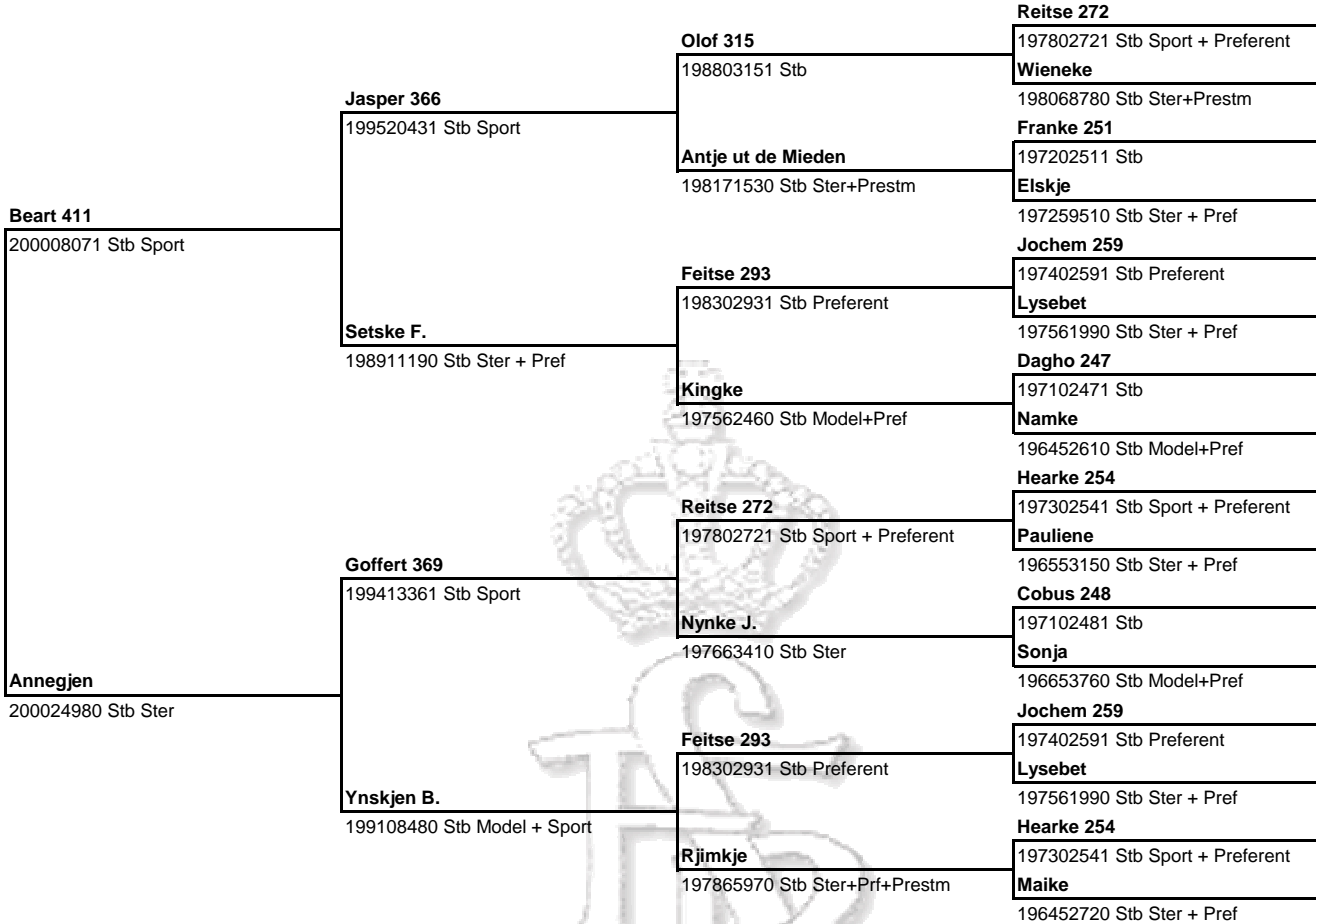 Reitse 272
Olof 315
197802721 Stb Sport + Preferent
198803151 Stb
Wieneke
Jasper 366
198068780 Stb Ster+Prestm
199520431 Stb Sport
Franke 251
Antje ut de Mieden
197202511 Stb
198171530 Stb Ster+Prestm
Elskje
Beart 411
197259510 Stb Ster + Pref
200008071 Stb Sport
Jochem 259
Feitse 293
197402591 Stb Preferent
198302931 Stb Preferent
Lysebet
Setske F.
197561990 Stb Ster + Pref
198911190 Stb Ster + Pref
Dagho 247
Kingke
197102471 Stb
197562460 Stb Model+Pref
Namke
196452610 Stb Model+Pref
Hearke 254
Reitse 272
197302541 Stb Sport + Preferent
197802721 Stb Sport + Preferent
Pauliene
Goffert 369
196553150 Stb Ster + Pref
199413361 Stb Sport
Cobus 248
Nynke J.
197102481 Stb
197663410 Stb Ster
Sonja
Annegjen
196653760 Stb Model+Pref
200024980 Stb Ster
Jochem 259
Feitse 293
197402591 Stb Preferent
198302931 Stb Preferent
Lysebet
Ynskjen B.
197561990 Stb Ster + Pref
199108480 Stb Model + Sport
Hearke 254
Rjimkje
197302541 Stb Sport + Preferent
197865970 Stb Ster+Prf+Prestm
Maike
196452720 Stb Ster + Pref